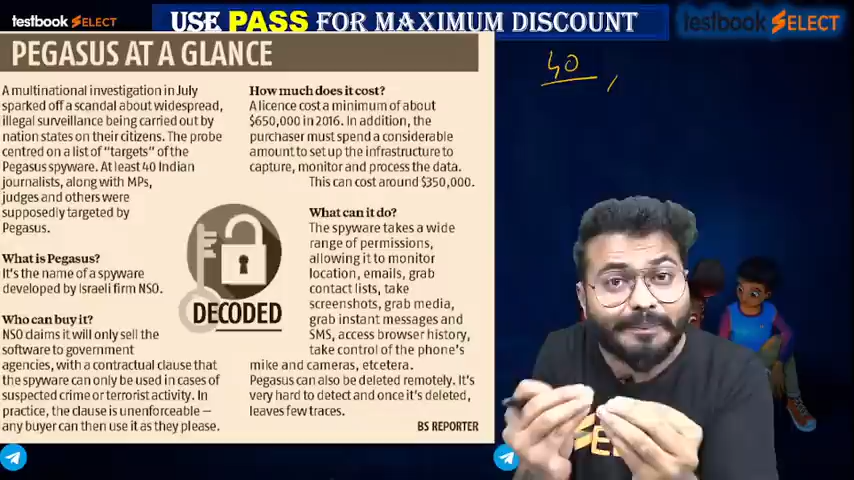 testbook SELECT
USE PASS FOR MAXIMUM DISCOUNT
testbook SELECT
PEGASUS AT A GLANCE
A multinational investigation in July
sparked off a scandal about widespread,
illegal surveillance being carried out by
nation states on their citizens. The probe
centred on a list of “targets” of the
Pegasus spyware. At least 40 Indian
journalists, along with MPs,
judges and others were
supposedly targeted by
Pegasus.
What is Pegasus?
It's the name of a spyware
developed by Israeli firm NSO.
Who can buy it?
NSO claims it will only sell the
software to government
agencies, with a contractual clause that
the spyware can only be used in cases of
suspected crime or terrorist activity. In
practice, the clause is unenforceable —
any buyer can then use it as they please.
DECODED
How much does it cost?
A licence cost a minimum of about
$650,000 in 2016. In addition, the
purchaser must spend a considerable
amount to set up the infrastructure to
capture, monitor and process the data.
This can cost around $350,000.
What can it do?
The spyware takes a wide
range of permissions,
allowing it to monitor
location, emails, grab
contact lists, take
screenshots, grab media,
grab instant messages and
SMS, access browser history,
take control of the phone's
mike and cameras, etcetera.
Pegasus can also be deleted remotely. It's
very hard to detect and once it's deleted,
leaves few traces.
BS REPORTER
40 ,